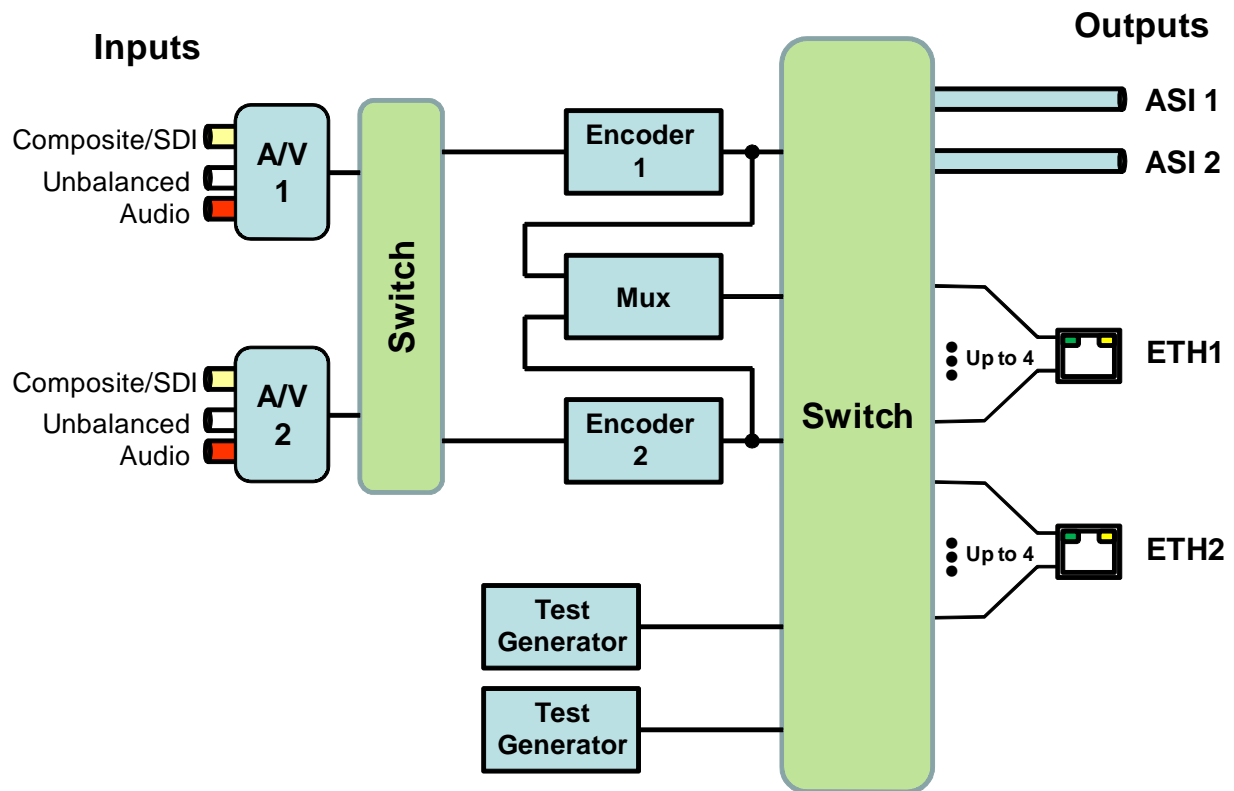 Inputs
Outputs
Composite/SDI
Unbalanced
Audio
A/V
1
Composite/SDI
Unbalanced
Audio
A/V
2
Switch
Encoder
1
Mux
Encoder
2
Test
Generator
Test
Generator
Switch
ASI 1
ASI 2
Up to 4
ETH1
Up to 4
ETH2